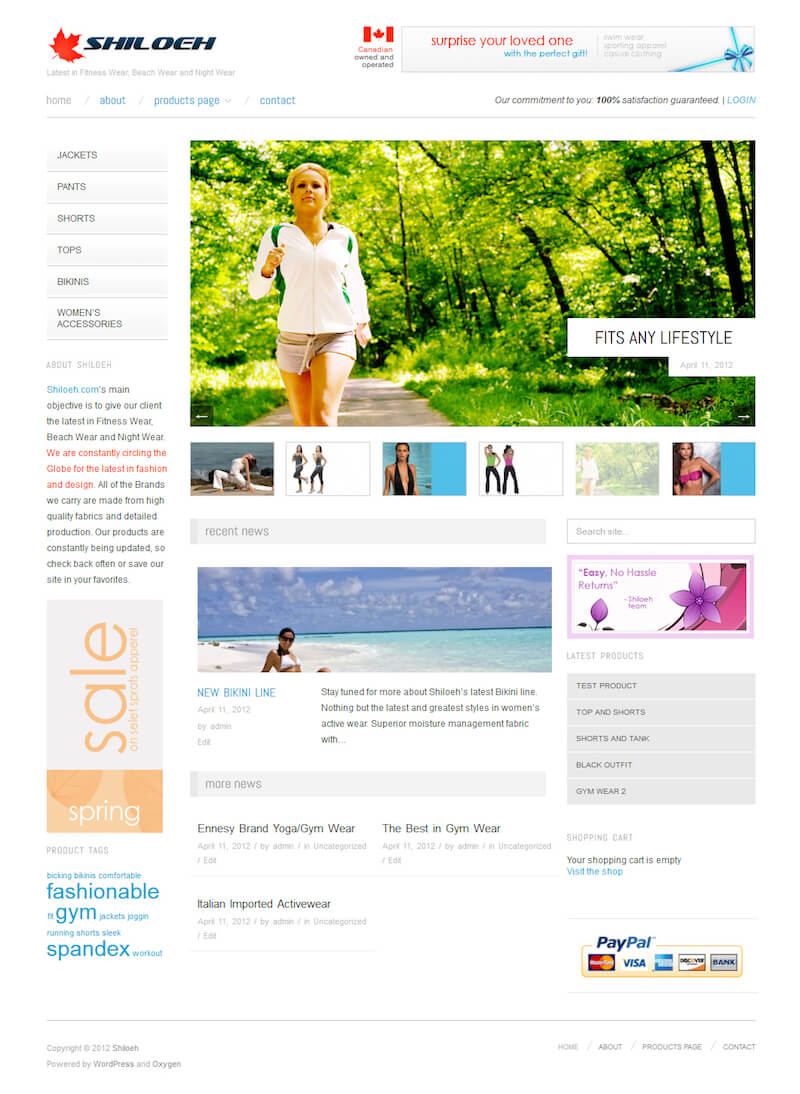 SHILOEH
Latest in Fitness Wear, Beach Wear and Night Wear
Canadian
owned and
operated
surprise your loved one
with the perfect gift!
swim wear
sporting apparel
casual clothing
home / about / products page / contact
Our commitment to you: 100% satisfaction guaranteed. | LOGIN
JACKETS
PANTS
SHORTS
TOPS
BIKINIS
WOMEN'S
ACCESSORIES
FITS ANY LIFESTYLE
April 11, 2012
ABOUT SHILOEH
Shiloeh.com's main
objective is to give our client
the latest in Fitness Wear,
Beach Wear and Night Wear.
We are constantly circling the
Globe for the latest in fashion
and design. All of the Brands
we carry are made from high
quality fabrics and detailed
production. Our products are
constantly being updated, so
check back often or save our
site in your favorites.
sale
on selet sprots apperel
spring
PRODUCT TAGS
bicking bikinis comfortable
fashionable
fit gym jackets joggin
running shorts sleek
spandex workout
recent news
NEW BIKINI LINE
April 11, 2012
by admin
Edit
Stay tuned for more about Shiloeh's latest Bikini line.
Nothing but the latest and greatest styles in women's
active wear. Superior moisture management fabric
with…
more news
Ennesy Brand Yoga/Gym Wear
April 11, 2012 / by admin / in Uncategorized
/ Edit
The Best in Gym Wear
April 11, 2012 / by admin / in Uncategorized
/ Edit
Italian Imported Activewear
April 11, 2012 / by admin / in Uncategorized
/ Edit
Search site...
"Easy, No Hassle
Returns"
~Shiloeh
team
LATEST PRODUCTS
TEST PRODUCT
TOP AND SHORTS
SHORTS AND TANK
BLACK OUTFIT
GYM WEAR 2
SHOPPING CART
Your shopping cart is empty
Visit the shop
PayPal
MasterCard VISA DISCOVER BANK
Copyright © 2012 Shiloeh
Powered by WordPress and Oxygen
HOME / ABOUT / PRODUCTS PAGE / CONTACT